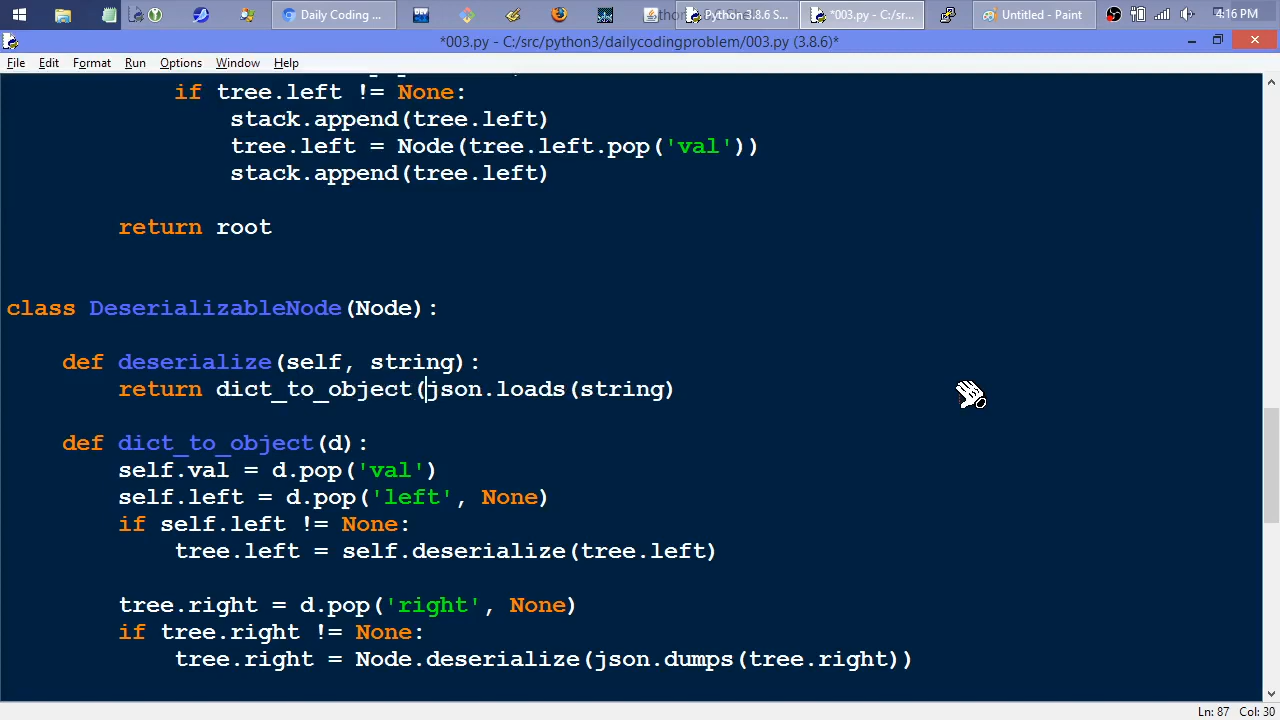 Daily Coding ...
Python 3.8.6 S...
*003.py - C:/sr...
Untitled - Paint
4:16 PM
*003.py - C:/src/python3/dailycodingproblem/003.py (3.8.6)*
File Edit Format Run Options Window Help
if tree.left != None:
stack.append(tree.left)
tree.left = Node(tree.left.pop('val'))
stack.append(tree.left)
return root
class DeserializableNode(Node):
def deserialize(self, string):
return dict_to_object(json.loads(string)
def dict_to_object(d):
self.val = d.pop('val')
self.left = d.pop('left', None)
if self.left != None:
tree.left = self.deserialize(tree.left)
tree.right = d.pop('right', None)
if tree.right != None:
tree.right = Node.deserialize(json.dumps(tree.right))
Ln: 87 Col: 30